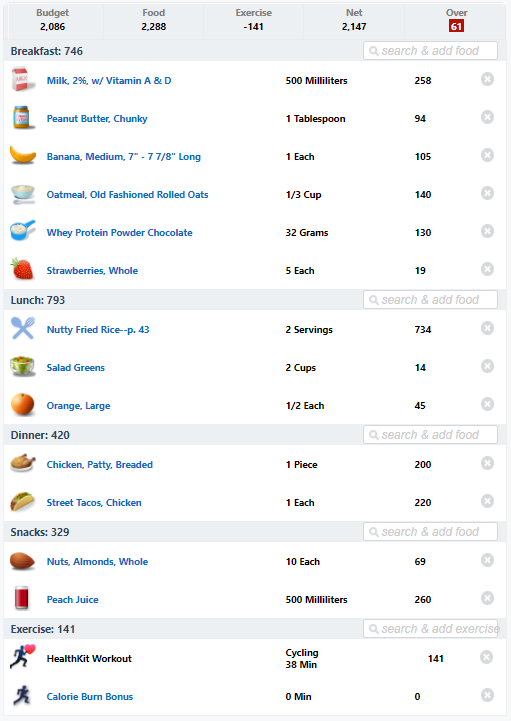 Budget Food Exercise Net Over
2,086 2,288 -141 2,147 61
Breakfast: 746 search & add food
Milk, 2%, w/ Vitamin A & D 500 Milliliters 258
Peanut Butter, Chunky 1 Tablespoon 94
Banana, Medium, 7" - 7 7/8" Long 1 Each 105
Oatmeal, Old Fashioned Rolled Oats 1/3 Cup 140
Whey Protein Powder Chocolate 32 Grams 130
Strawberries, Whole 5 Each 19
Lunch: 793 search & add food
Nutty Fried Rice--p. 43 2 Servings 734
Salad Greens 2 Cups 14
Orange, Large 1/2 Each 45
Dinner: 420 search & add food
Chicken, Patty, Breaded 1 Piece 200
Street Tacos, Chicken 1 Each 220
Snacks: 329 search & add food
Nuts, Almonds, Whole 10 Each 69
Peach Juice 500 Milliliters 260
Exercise: 141 search & add exercise
HealthKit Workout Cycling 141
38 Min
Calorie Burn Bonus 0 Min 0